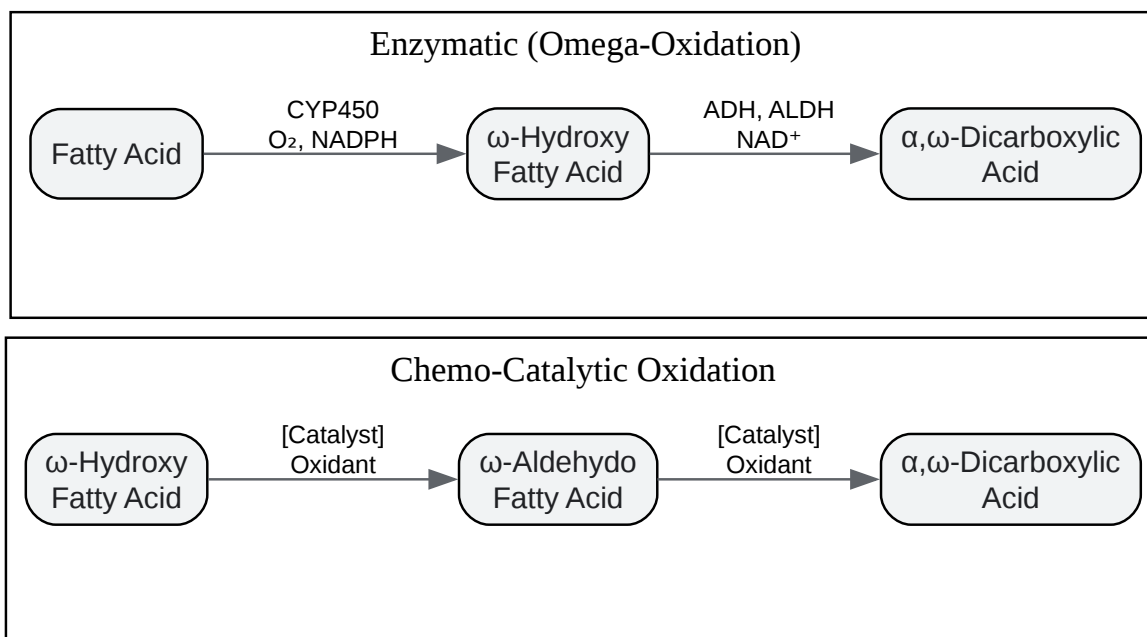 Enzymatic (Omega-Oxidation)
CYP450
O₂, NADPH
ADH, ALDH
NAD⁺
Fatty Acid
ω-Hydroxy
Fatty Acid
α,ω-Dicarboxylic
Acid
Chemo-Catalytic Oxidation
[Catalyst]
Oxidant
[Catalyst]
Oxidant
ω-Hydroxy
Fatty Acid
ω-Aldehydo
Fatty Acid
α,ω-Dicarboxylic
Acid